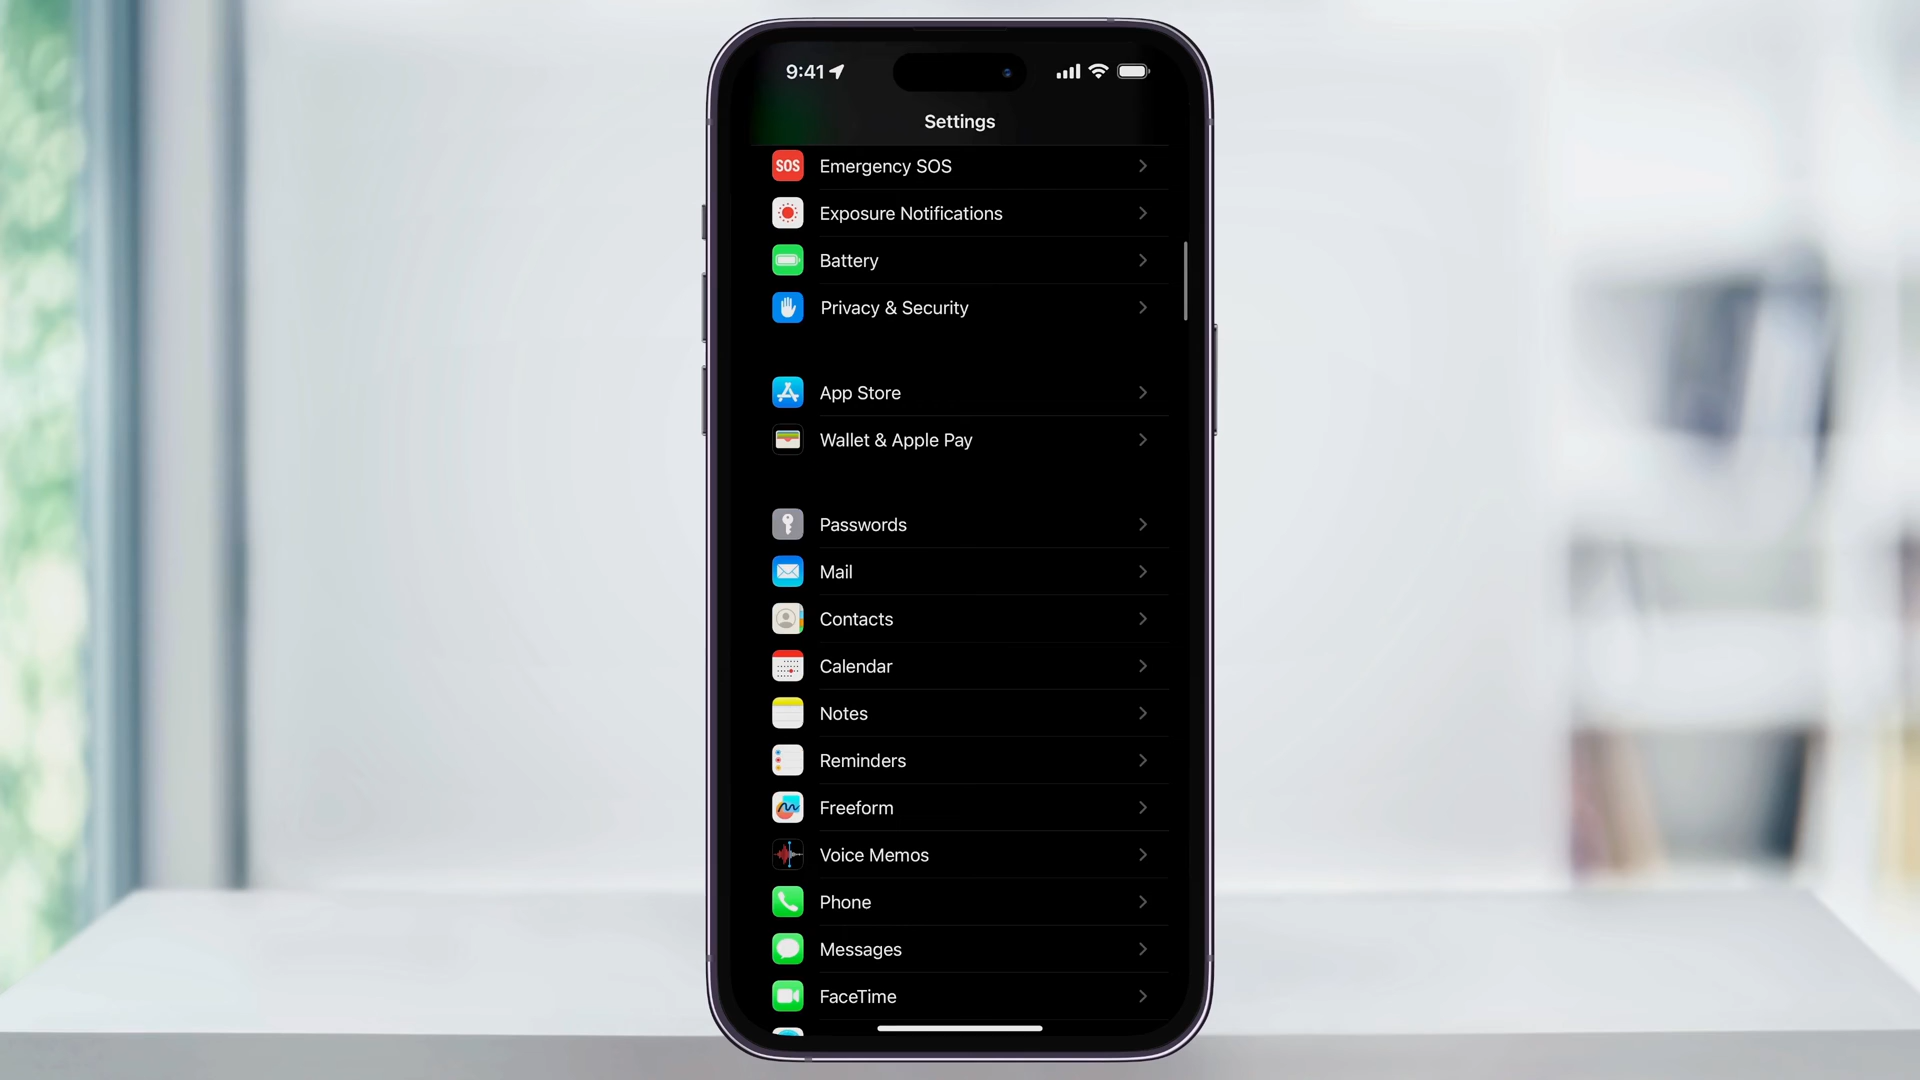 9:41
Settings
SOS Emergency SOS
Exposure Notifications
Battery
Privacy & Security
App Store
Wallet & Apple Pay
Passwords
Mail
Contacts
Calendar
Notes
Reminders
Freeform
Voice Memos
Phone
Messages
FaceTime